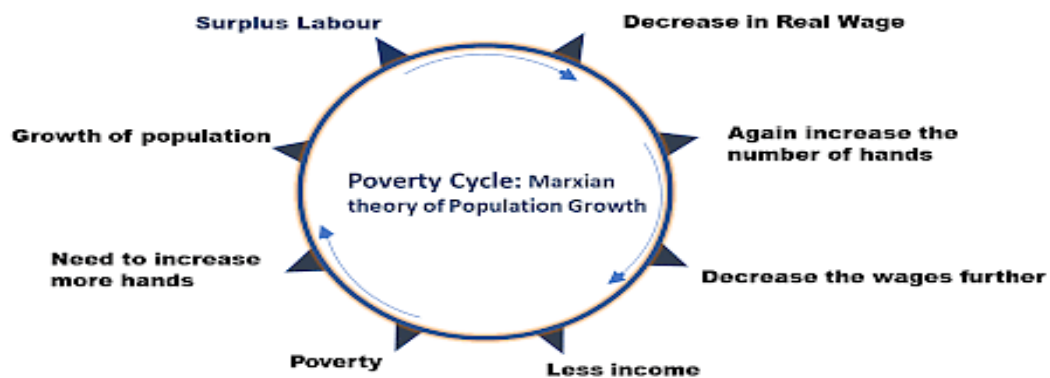 Surplus Labour
Decrease in Real Wage
Again increase the
number of hands
Decrease the wages further
Less income
Poverty
Need to increase
more hands
Growth of population
Poverty Cycle: Marxian
theory of Population Growth